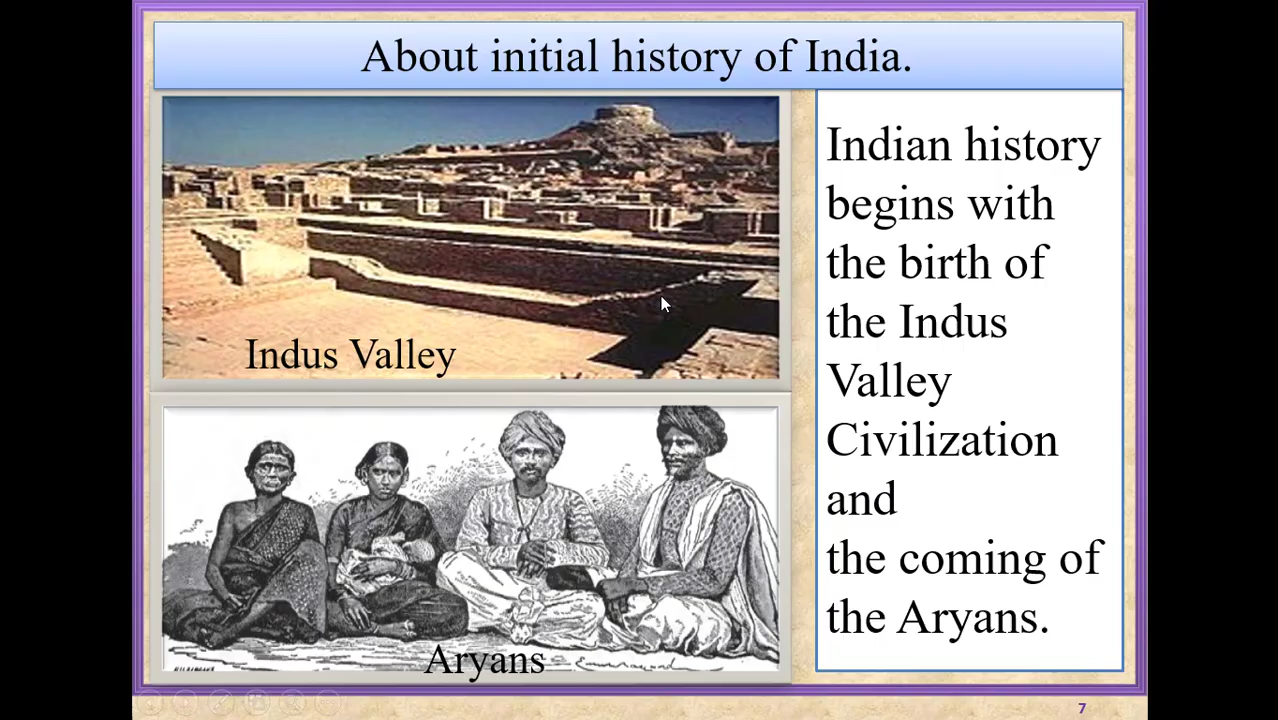 About initial history of India.
Indus Valley
Aryans
Indian history
begins with
the birth of
the Indus
Valley
Civilization
and
the coming of
the Aryans.
7